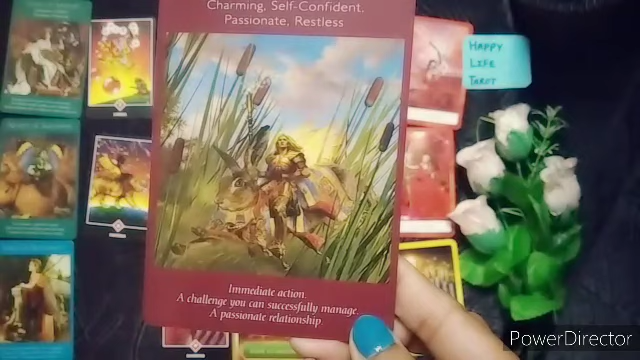 Charming, Self-Confident,
Passionate, Restless
HAPPY
LIFE
TAROT
Immediate action.
A challenge you can successfully manage.
A passionate relationship
PowerDirector